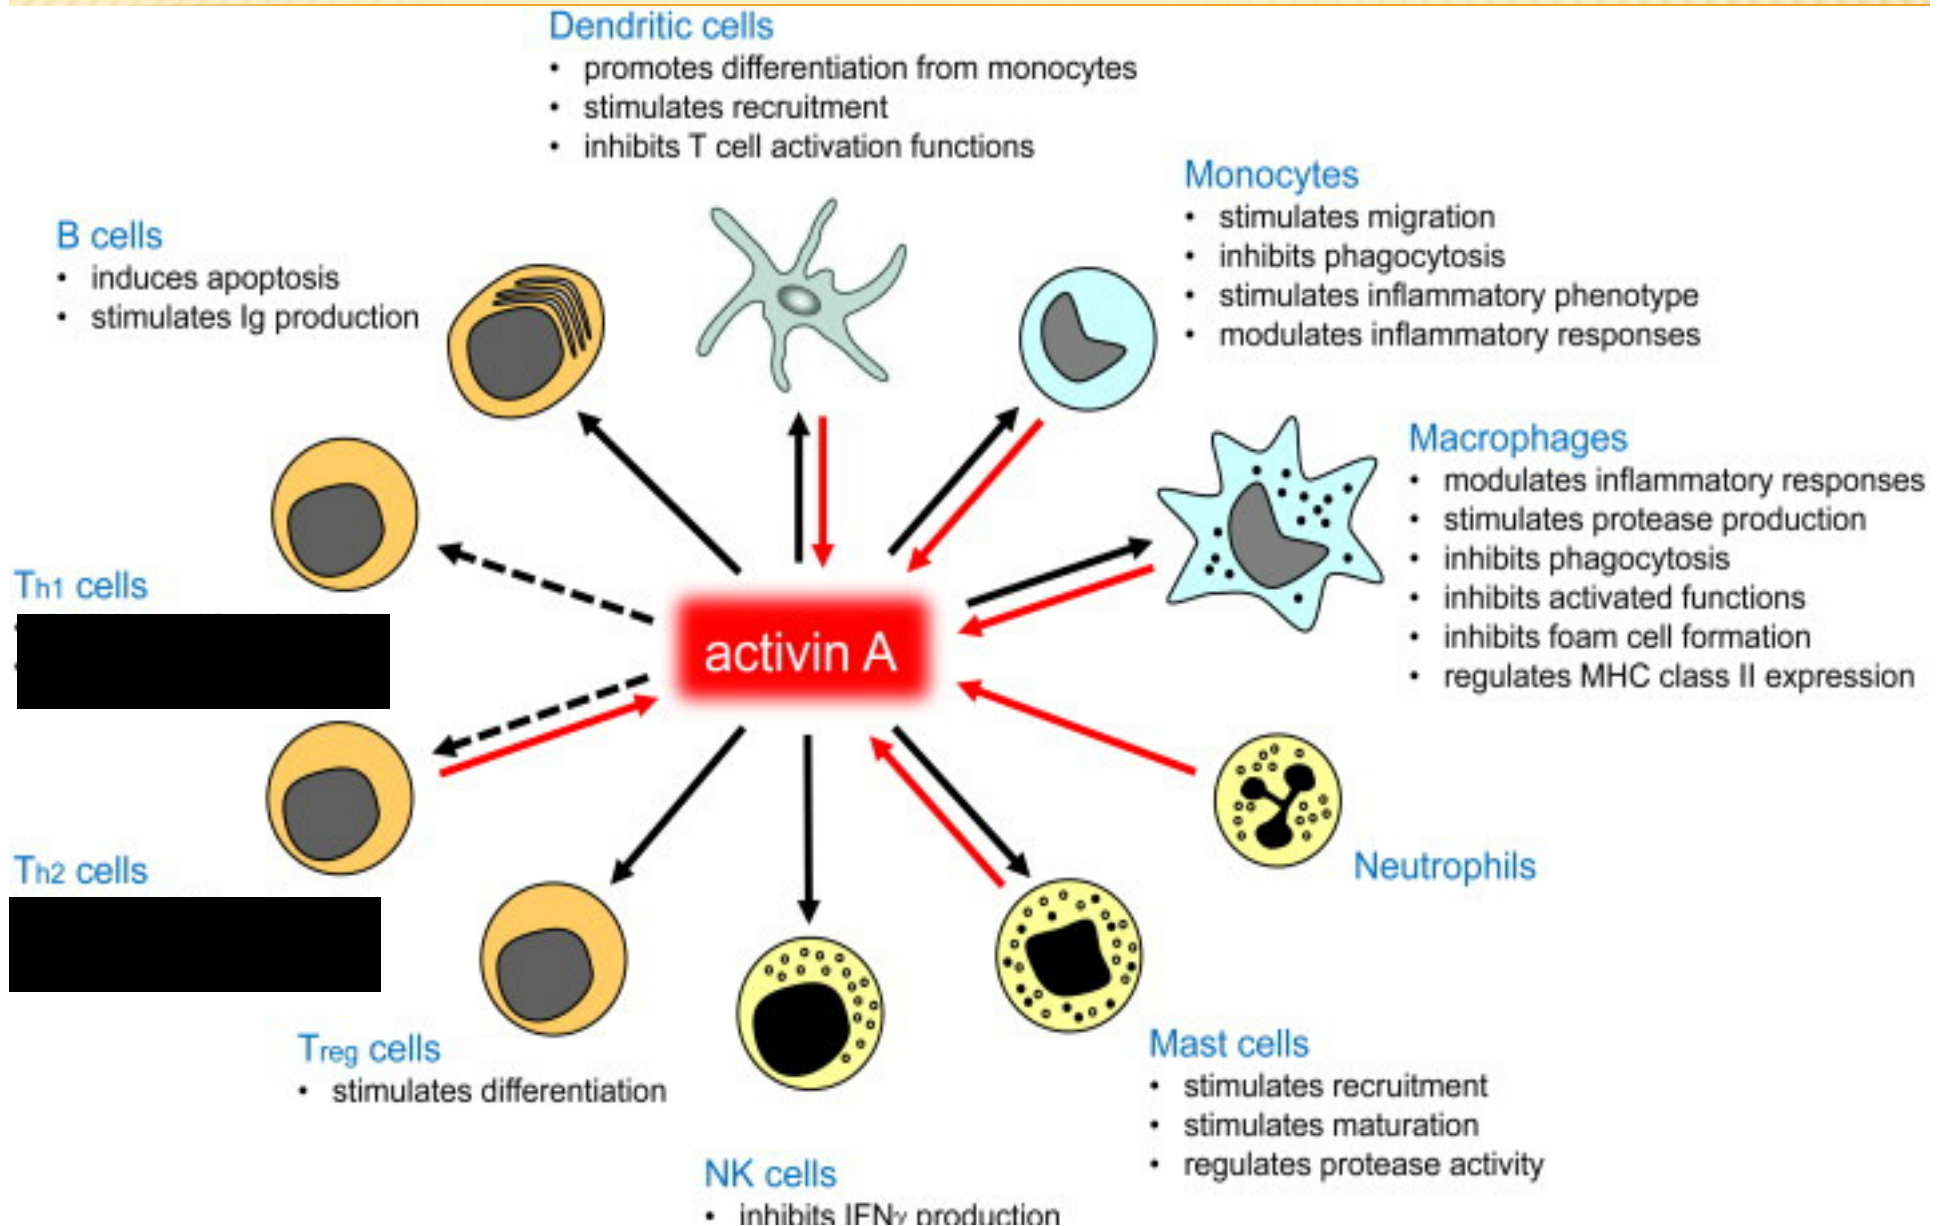 Dendritic cells
• promotes differentiation from monocytes
• stimulates recruitment
• inhibits T cell activation functions
Monocytes
• stimulates migration
• inhibits phagocytosis
• stimulates inflammatory phenotype
• modulates inflammatory responses
B cells
• induces apoptosis
• stimulates Ig production
Macrophages
• modulates inflammatory responses
• stimulates protease production
• inhibits phagocytosis
• inhibits activated functions
• inhibits foam cell formation
• regulates MHC class II expression
Th1 cells
activin A
Th2 cells
Neutrophils
Treg cells
• stimulates differentiation
Mast cells
• stimulates recruitment
• stimulates maturation
• regulates protease activity
NK cells
• inhibits IFNγ production